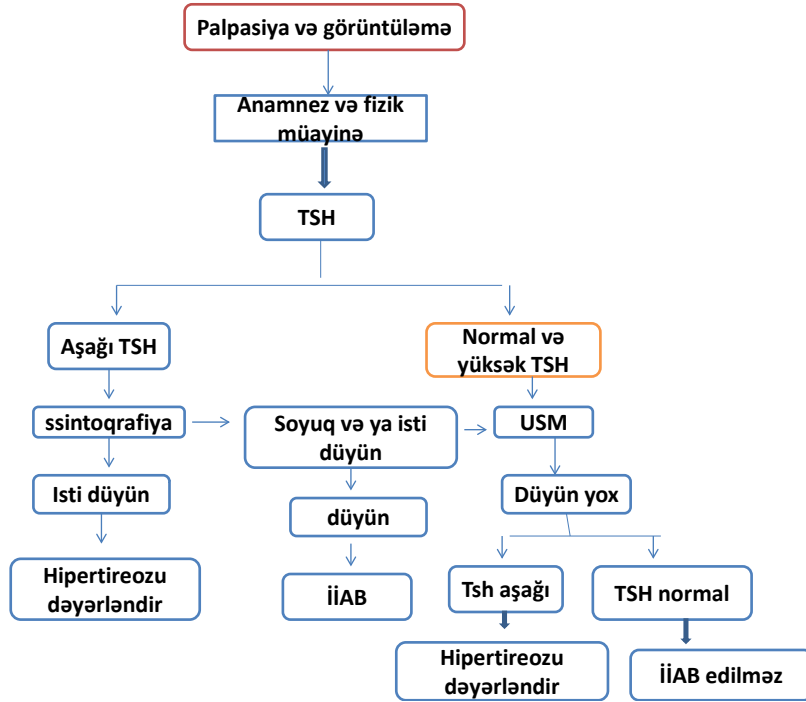 Palpasiya və görüntüləmə
Anamnez və fizik
müayinə
TSH
Aşağı TSH
Normal və
yüksək TSH
ssintoqrafiya
Soyuq və ya isti
düyün
USM
Isti düyün
düyün
Düyün yox
Hipertireozu
dəyərləndir
İİAB
Tsh aşağı
TSH normal
Hipertireozu
dəyərləndir
İİAB edilməz